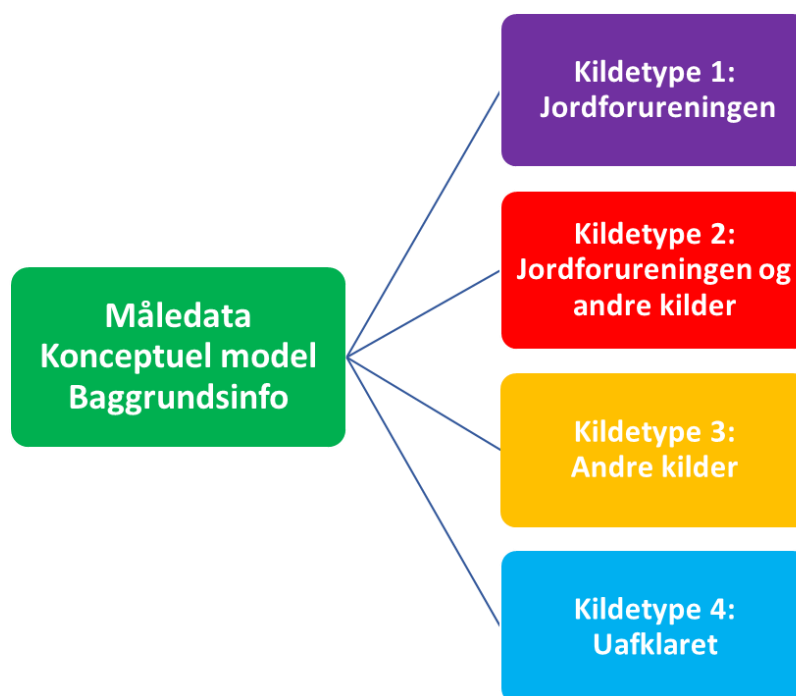 Måledata
Konceptuel model
Baggrundsinfo
Kildetype 1:
Jordforureningen
Kildetype 2:
Jordforureningen og
andre kilder
Kildetype 3:
Andre kilder
Kildetype 4:
Uafklaret